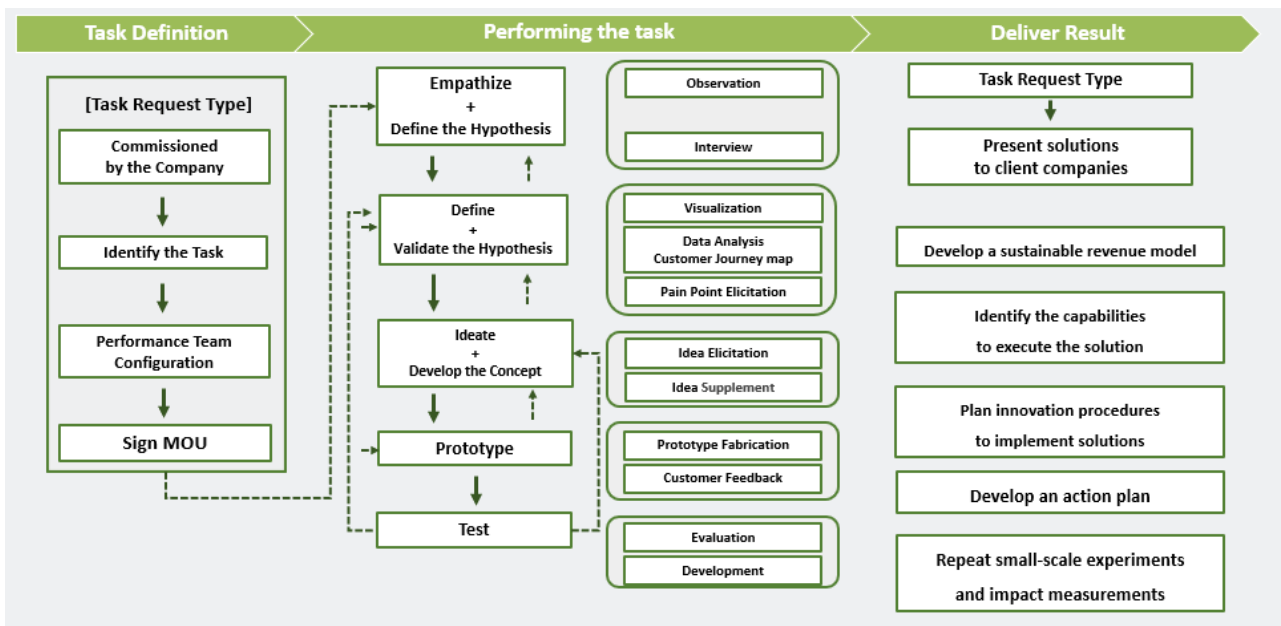 Task Definition
Performing the task
Deliver Result
[Task Request Type]
Commissioned
by the Company
Identify the Task
Performance Team
Configuration
Sign MOU
Empathize
+
Define the Hypothesis
Define
+
Validate the Hypothesis
Ideate
+
Develop the Concept
Prototype
Test
Observation
Interview
Visualization
Data Analysis
Customer Journey map
Pain Point Elicitation
Idea Elicitation
Idea Supplement
Prototype Fabrication
Customer Feedback
Evaluation
Development
Task Request Type
Present solutions
to client companies
Develop a sustainable revenue model
Identify the capabilities
to execute the solution
Plan innovation procedures
to implement solutions
Develop an action plan
Repeat small-scale experiments
and impact measurements